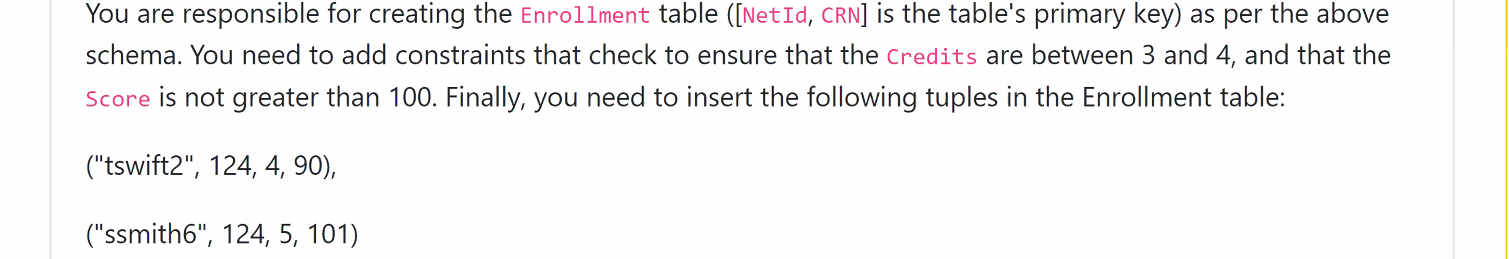 You are responsible for creating the Enrollment table ([NetId, CRN] is the table's primary key) as per the above
schema. You need to add constraints that check to ensure that the Credits are between 3 and 4, and that the
Score is not greater than 100. Finally, you need to insert the following tuples in the Enrollment table:
("tswift2", 124, 4, 90),
("ssmith6", 124, 5, 101)